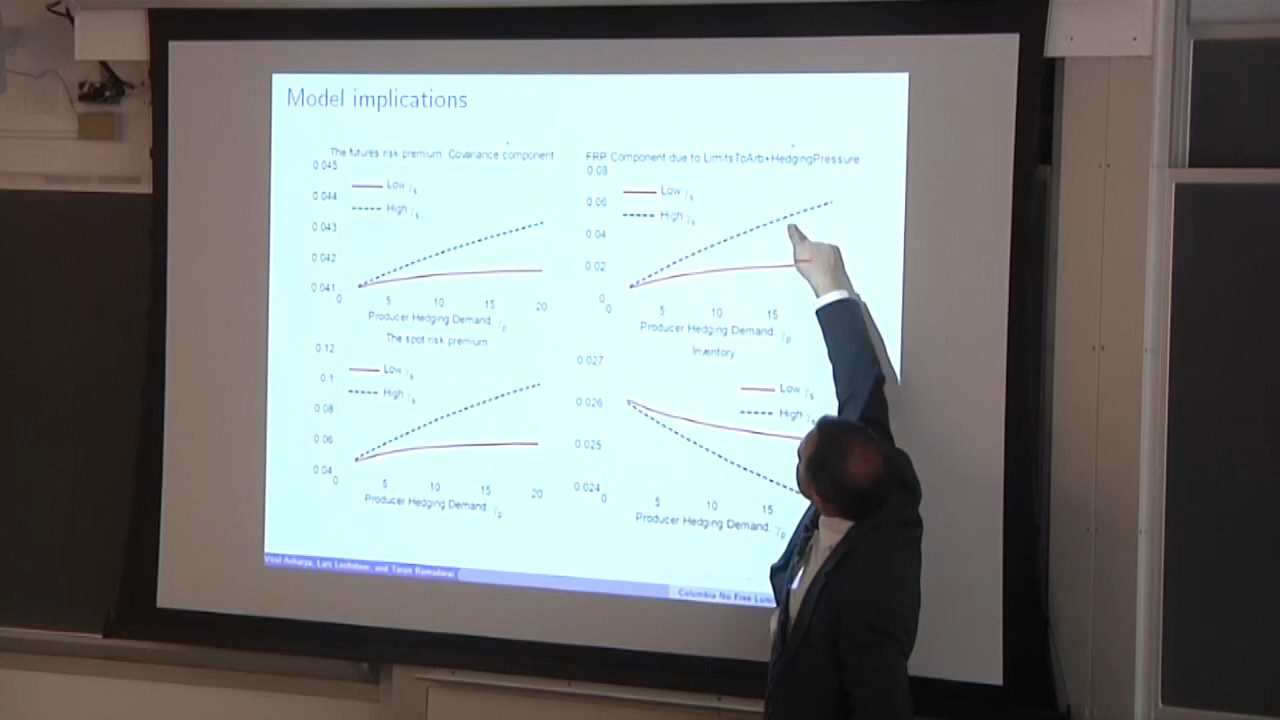 Model implications
The futures risk premium: Covariance component
0.045
0.044
0.043
0.042
0.041
0
5
10
15
20
Low γs
High γs
Producer Hedging Demand, γp
FRP Component due to LimitsToArb+HedgingPressure
0.08
0.06
0.04
0.02
0
0
5
10
15
Low γs
High γs
Producer Hedging Demand, γp
The spot risk premium
0.12
0.1
0.08
0.06
0.04
0
5
10
15
20
Low γs
High γs
Producer Hedging Demand, γp
Inventory
0.027
0.026
0.025
0.024
0
5
10
15
Low γs
High γs
Producer Hedging Demand, γp
Viral Acharya, Lars Lochstoer, and Tarun Ramadorai (
Columbia No Free